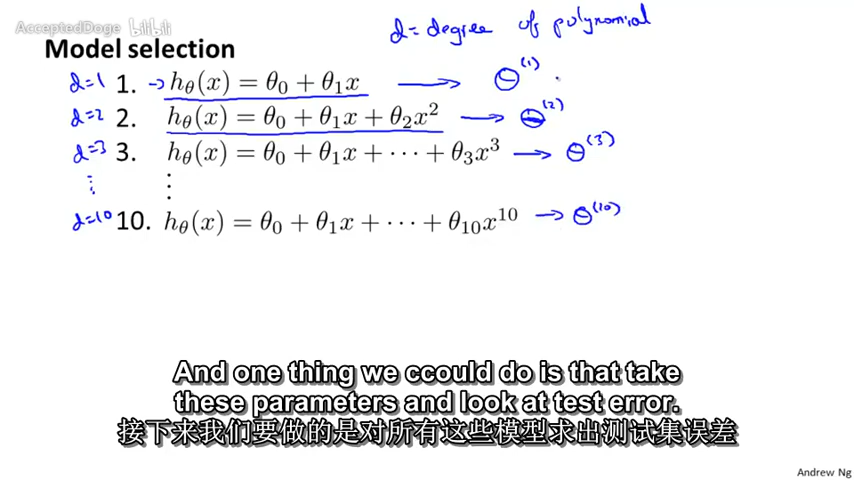 AcceptedDoge bilibili
d = degree of polynomial
Model selection
d=1 1. → hθ(x) = θ₀ + θ₁x → Θ⁽¹⁾
d=2 2. hθ(x) = θ₀ + θ₁x + θ₂x² → Θ⁽²⁾
d=3 3. hθ(x) = θ₀ + θ₁x + ··· + θ₃x³ → Θ⁽³⁾
⋮ ⋮
d=10 10. hθ(x) = θ₀ + θ₁x + ··· + θ₁₀x¹⁰ → Θ⁽¹⁰⁾
And one thing we ccould do is that take
these parameters and look at test error.
接下来我们要做的是对所有这些模型求出测试集误差
Andrew Ng